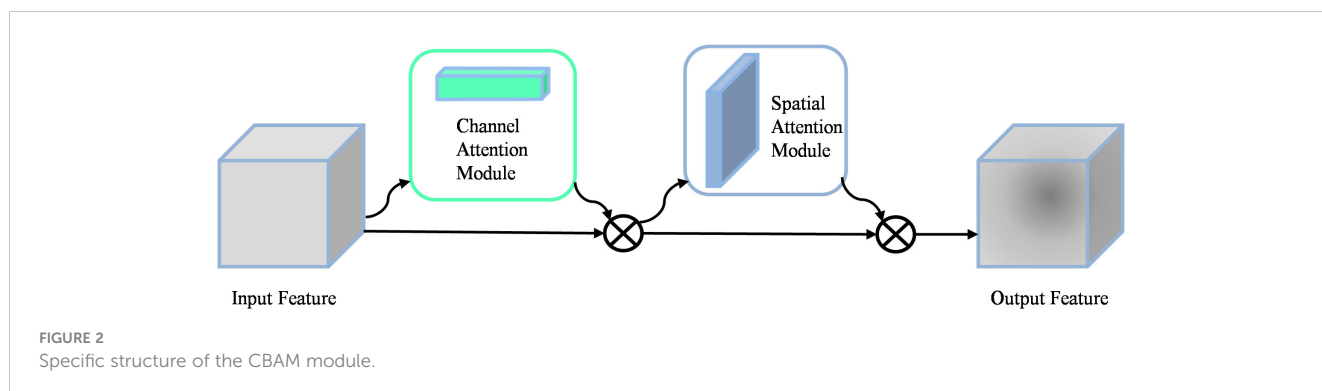 Channel
Attention
Module
Spatial
Attention
Module
Input Feature
Output Feature
FIGURE 2
Specific structure of the CBAM module.